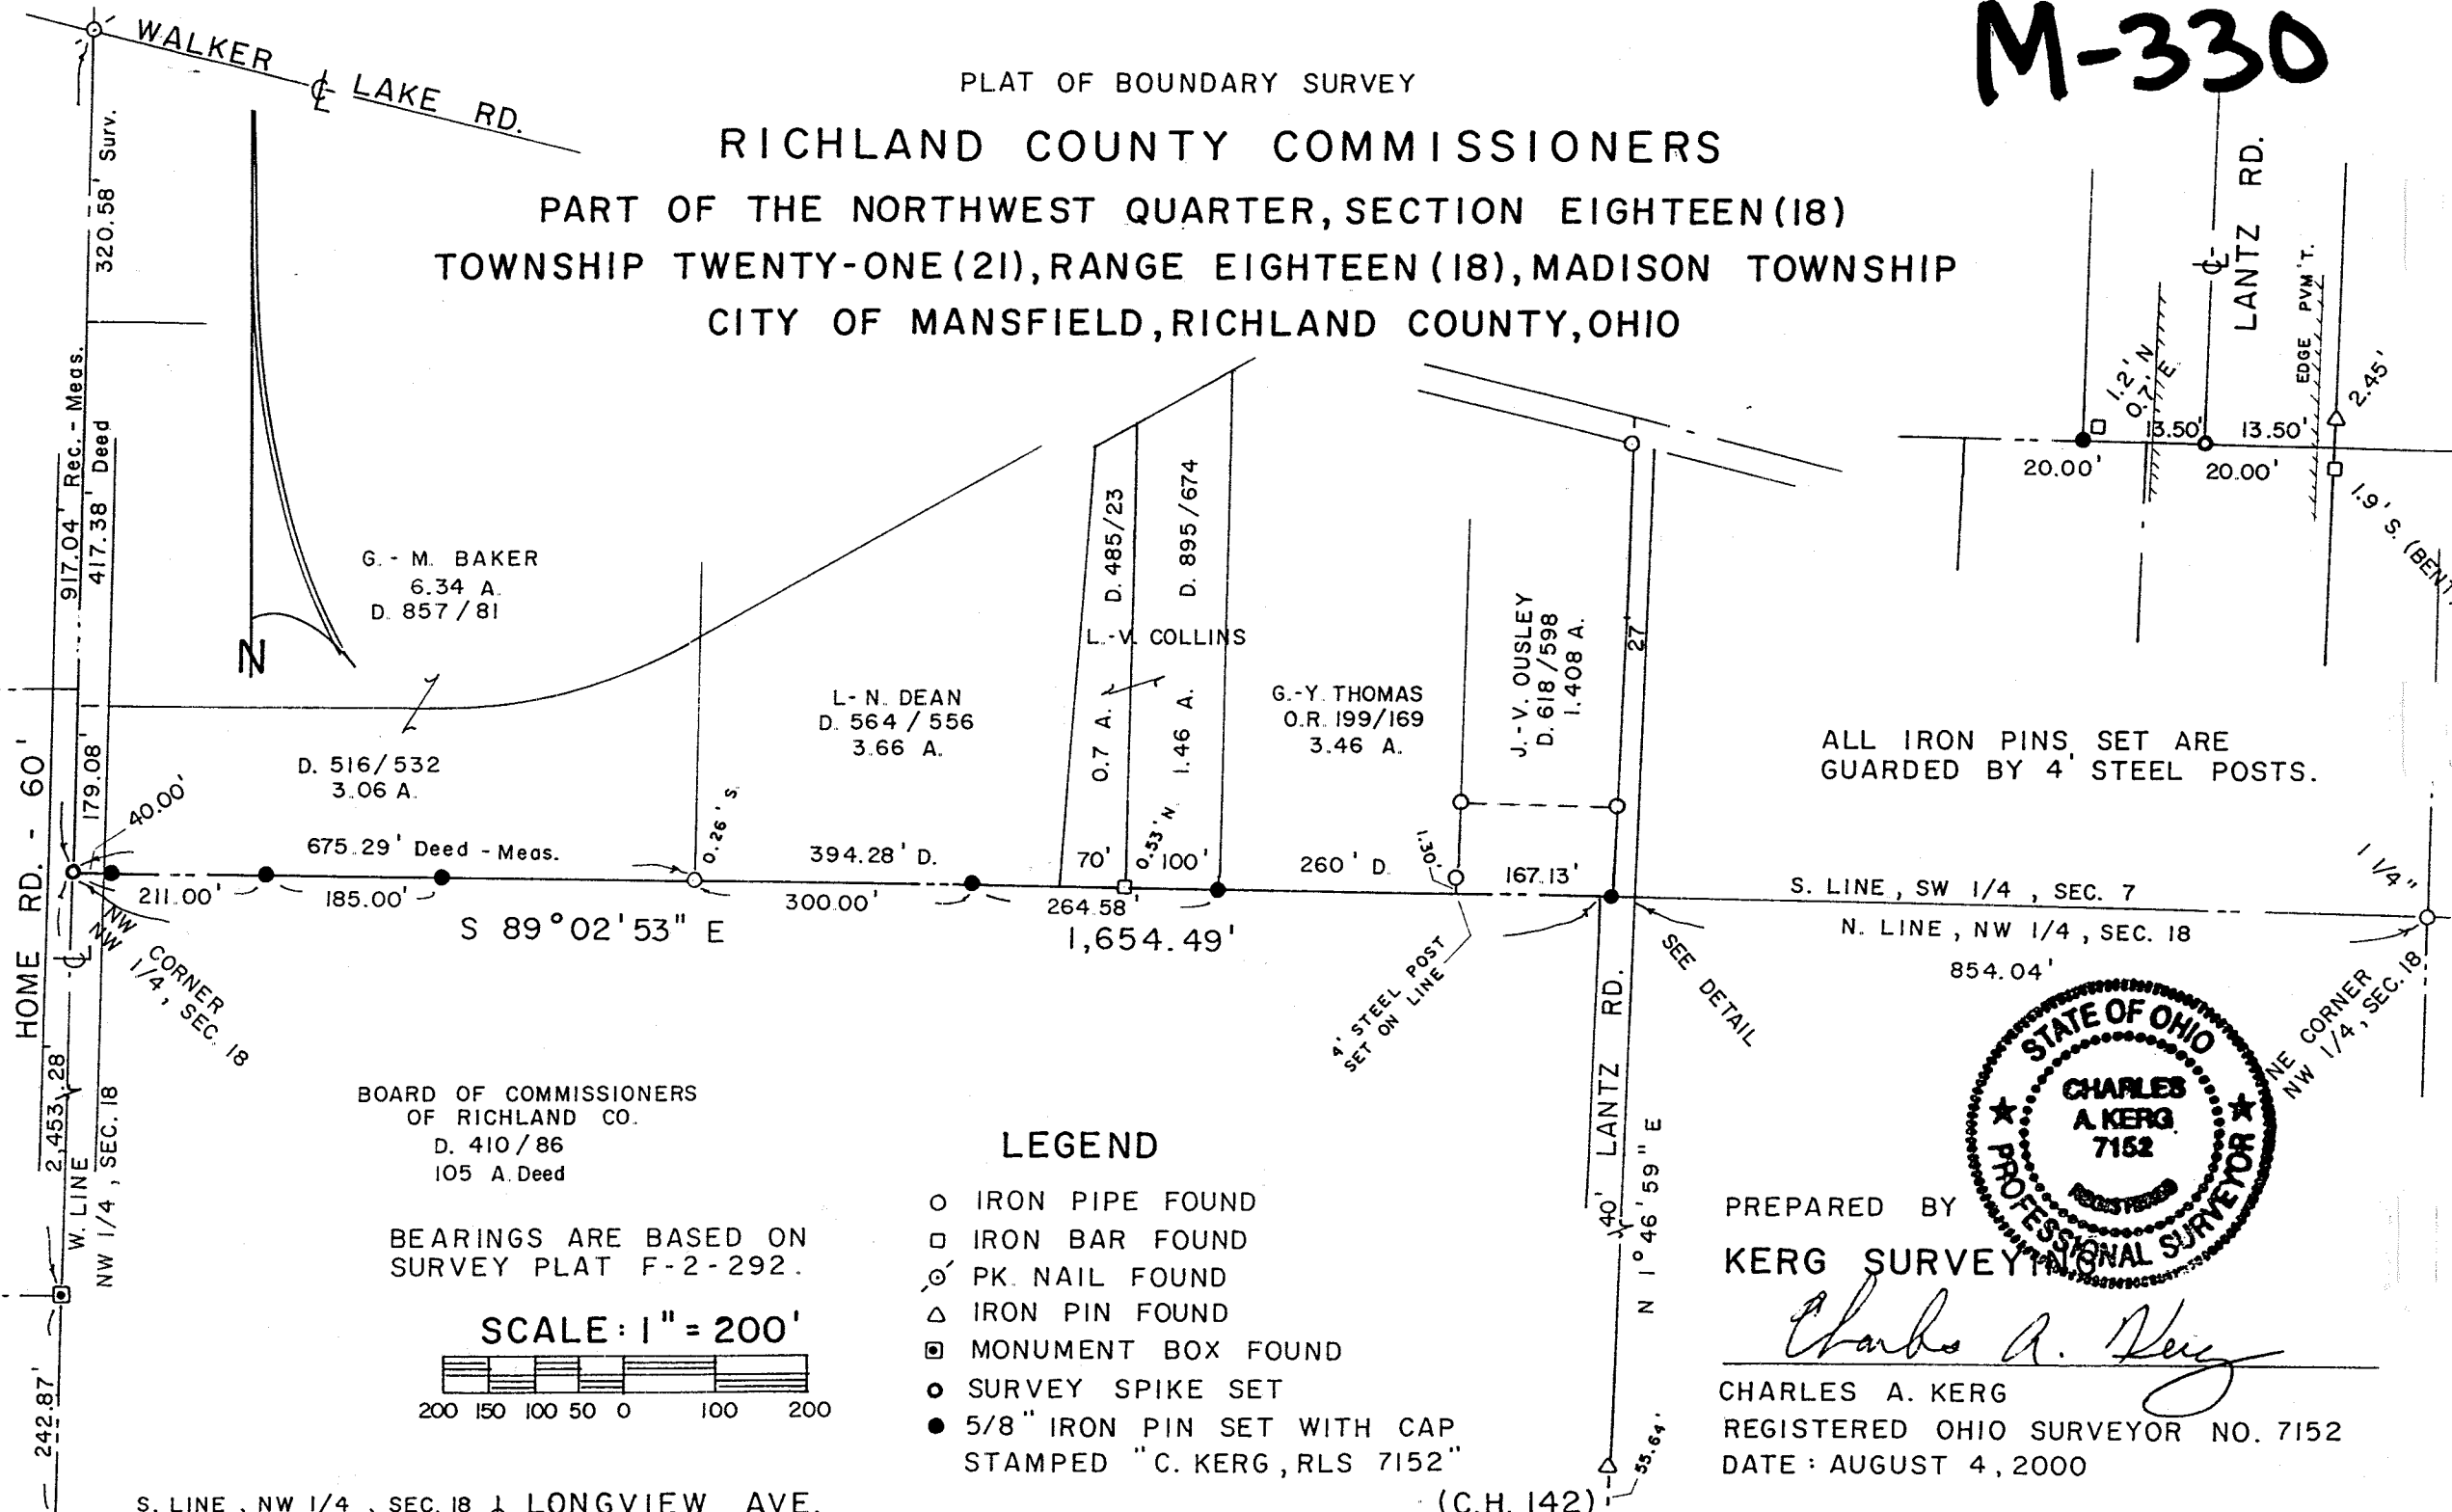 M-330
WALKER LAKE RD.
PLAT OF BOUNDARY SURVEY
RICHLAND COUNTY COMMISSIONERS
PART OF THE NORTHWEST QUARTER, SECTION EIGHTEEN (18)
TOWNSHIP TWENTY-ONE (21), RANGE EIGHTEEN (18), MADISON TOWNSHIP
CITY OF MANSFIELD, RICHLAND COUNTY, OHIO
320.58' Surv.
917.04' Rec. - Meas.
417.38' Deed
N
G. - M. BAKER
6.34 A.
D. 857 / 81
D. 516/532
3.06 A.
179.08'
40.00'
HOME RD. - 60'
675.29' Deed - Meas.
211.00'
185.00'
0.26' S.
L - N. DEAN
D. 564 / 556
3.66 A.
394.28' D.
300.00'
D. 485/23
0.7 A.
D. 895/674
1.46 A.
L. - V. COLLINS
70'
0.53' N
100'
264.58'
G. - Y. THOMAS
O.R. 199/169
3.46 A.
260' D.
1.30'
J. - V. OUSLEY
D. 618/598
1.408 A.
27'
167.13'
S 89°02'53" E
1,654.49'
LANTZ RD.
EDGE PVM'T.
1.2' N
0.7' E
2.45'
13.50'
13.50'
20.00'
20.00'
1.9' S. (BENT)
ALL IRON PINS SET ARE
GUARDED BY 4' STEEL POSTS.
1 1/4"
S. LINE, SW 1/4, SEC. 7
N. LINE, NW 1/4, SEC. 18
854.04'
NE CORNER
NW 1/4, SEC. 18
SEE DETAIL
4' STEEL POST
SET ON LINE
NW CORNER
NW 1/4, SEC. 18
2,453.28'
W. LINE
NW 1/4, SEC. 18
242.87'
BOARD OF COMMISSIONERS
OF RICHLAND CO.
D. 410 / 86
105 A. Deed
BEARINGS ARE BASED ON
SURVEY PLAT F-2-292.
SCALE: 1" = 200'
200 150 100 50 0 100 200
LEGEND
IRON PIPE FOUND
IRON BAR FOUND
PK. NAIL FOUND
IRON PIN FOUND
MONUMENT BOX FOUND
SURVEY SPIKE SET
5/8" IRON PIN SET WITH CAP
STAMPED "C. KERG, RLS 7152"
40' LANTZ RD.
N 1°46'59" E
55.64'
(C.H. 142)
STATE OF OHIO
CHARLES
A. KERG
7152
REGISTERED
PROFESSIONAL SURVEYOR
PREPARED BY
KERG SURVEYING
Charles A. Kerg
CHARLES A. KERG
REGISTERED OHIO SURVEYOR NO. 7152
DATE: AUGUST 4, 2000
S. LINE, NW 1/4, SEC. 18 LONGVIEW AVE.